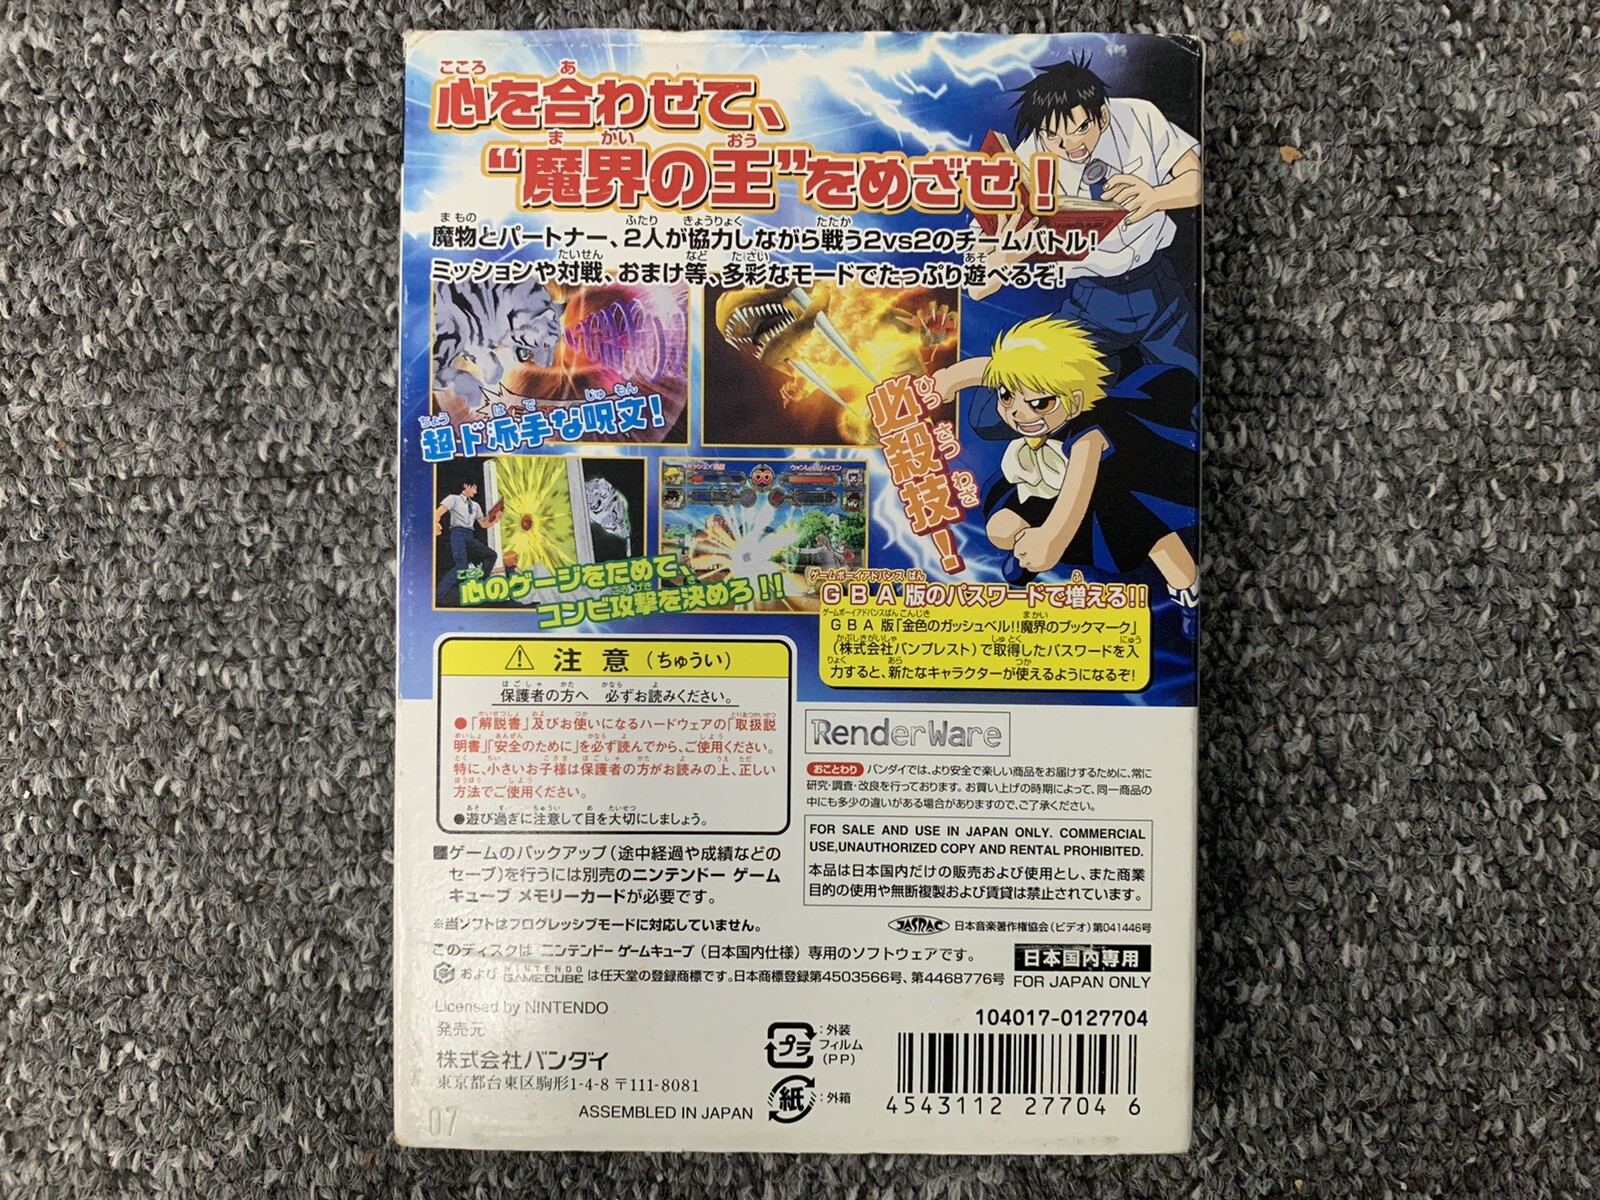 心を合わせて、
“魔界の王”をめざせ!
魔物とパートナー、2人が協力しながら戦う2vs2のチームバトル!
ミッションや対戦、おまけ等、多彩なモードでたっぷり遊べるぞ!
超ド派手な呪文!
必殺技!
心のゲージをためて、
コンビ攻撃を決めろ!!
GBA版のパスワードで増える!!
GBA版「金色のガッシュベル!!魔界のブックマーク」
(株式会社バンプレスト)で取得したパスワードを入
力すると、新たなキャラクターが使えるようになるぞ!
注意(ちゅうい)
保護者の方へ 必ずお読みください。
●「解説書」及びお使いになるハードウェアの「取扱説
明書」「安全のために」を必ず読んでから、ご使用ください。
特に、小さいお子様は保護者の方がお読みの上、正しい
方法でご使用ください。
●遊び過ぎに注意して目を大切にしましょう。
RenderWare
おことわり バンダイでは、より安全で楽しい商品をお届けするために、常に
研究・調査・改良を行っております。お買い上げの時期によって、同一商品の
中にも多少の違いがある場合がありますので、ご了承ください。
FOR SALE AND USE IN JAPAN ONLY. COMMERCIAL
USE,UNAUTHORIZED COPY AND RENTAL PROHIBITED.
本品は日本国内だけの販売および使用とし、また商業
目的の使用や無断複製および賃貸は禁止されています。
ゲームのバックアップ(途中経過や成績などの
セーブ)を行うには別売のニンテンドー ゲーム
キューブ メモリーカードが必要です。
※当ソフトはプログレッシブモードに対応していません。
JASRAC 日本音楽著作権協会(ビデオ)第041446号
このディスクは ニンテンドー ゲームキューブ(日本国内仕様)専用のソフトウェアです。
および NINTENDO GAMECUBE は任天堂の登録商標です。日本商標登録第4503566号、第4468776号
日本国内専用
FOR JAPAN ONLY
Licensed by NINTENDO
発売元
株式会社バンダイ
東京都台東区駒形1-4-8 〒111-8081
ASSEMBLED IN JAPAN
プラ :外装
フィルム
(PP)
紙 :外箱
104017-0127704
4543112 277046
07